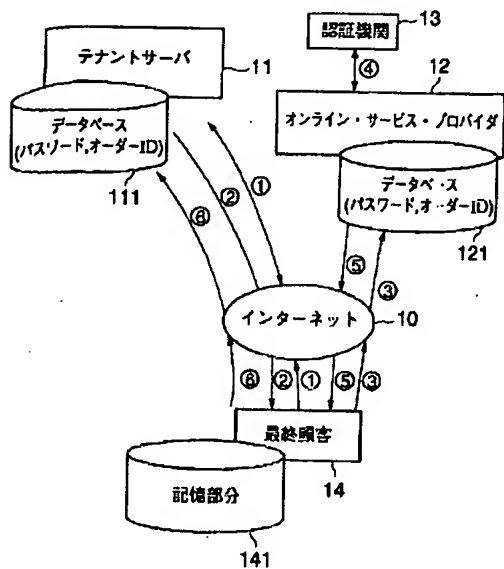 認証機関
13
テナントサーバ
11
④
12
オンライン・サービス・プロバイダ
データベース
(パスワード,オーダーID)
111
データベース
(パスワード,オーダーID)
121
⑥
②
①
⑤
③
インターネット
10
⑥
②
①
⑤
③
最終顧客
14
記憶部分
141